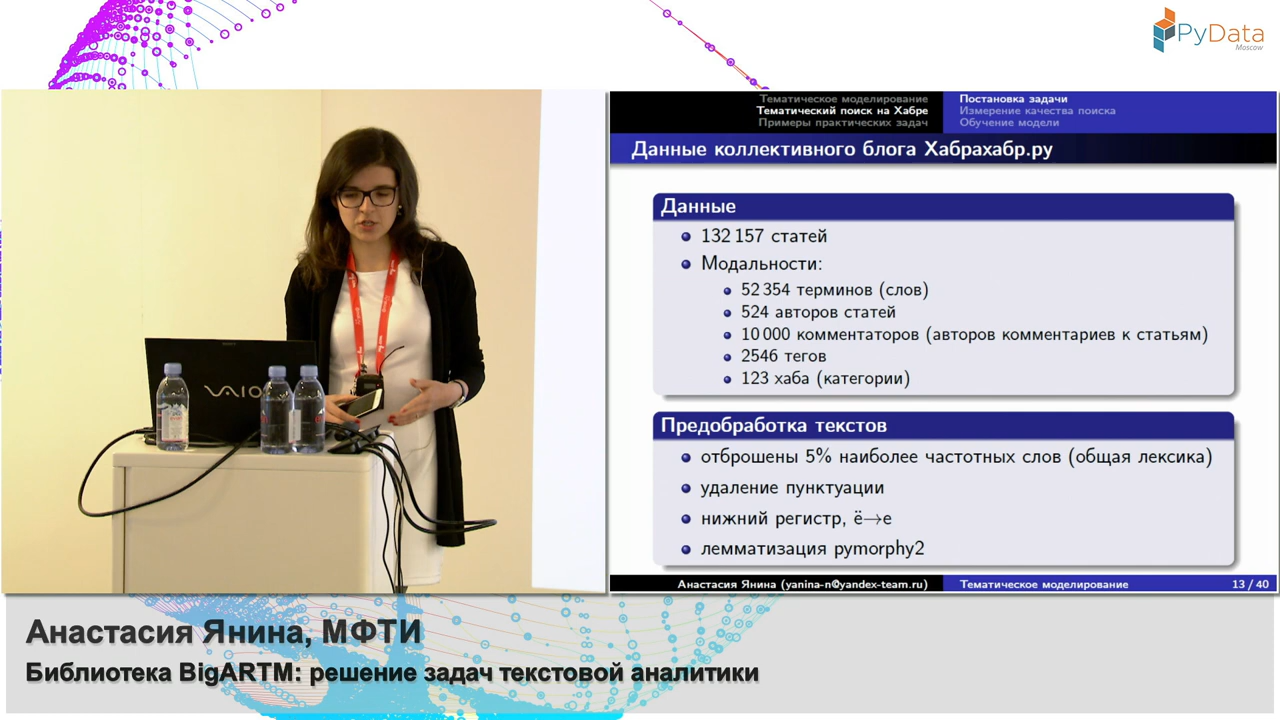 PyData
Moscow
Тематическое моделирование
Тематический поиск на Хабре
Примеры практических задач
Постановка задачи
Измерение качества поиска
Обучение модели
Данные коллективного блога Хабрахабр.ру
Данные
132 157 статей
Модальности:
52 354 терминов (слов)
524 авторов статей
10 000 комментаторов (авторов комментариев к статьям)
2546 тегов
123 хаба (категории)
Предобработка текстов
отброшены 5% наиболее частотных слов (общая лексика)
удаление пунктуации
нижний регистр, ё→е
лемматизация pymorphy2
Анастасия Янина (yanina-n@yandex-team.ru)
Тематическое моделирование
13 / 40
VAIO
Анастасия Янина, МФТИ
Библиотека BigARTM: решение задач текстовой аналитики